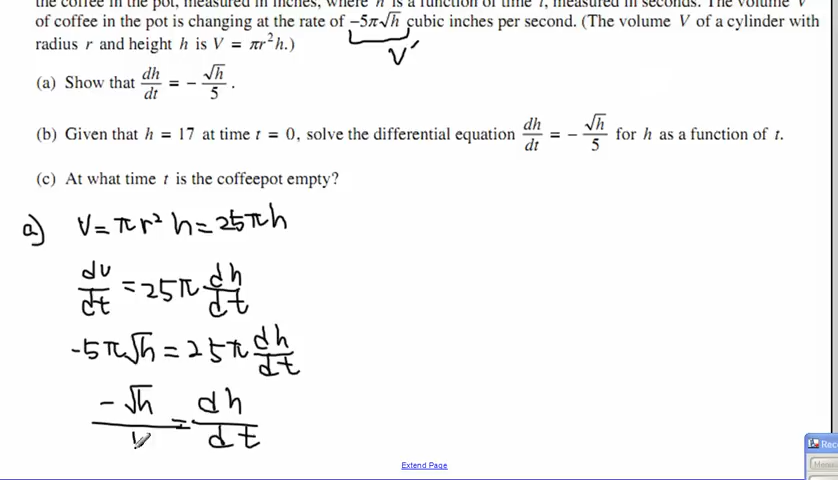 the coffee in the pot, measured in inches, where h is a function of time t, measured in seconds. The volume V
of coffee in the pot is changing at the rate of −5π√h cubic inches per second. (The volume V of a cylinder with
V'
radius r and height h is V = πr²h.)
(a) Show that dh/dt = −√h/5.
(b) Given that h = 17 at time t = 0, solve the differential equation dh/dt = −√h/5 for h as a function of t.
(c) At what time t is the coffeepot empty?
a) V = πr² h = 25πh
dv/dt = 25π dh/dt
-5π√h = 25π dh/dt
-√h/ = dh/dt
Extend Page
Rec